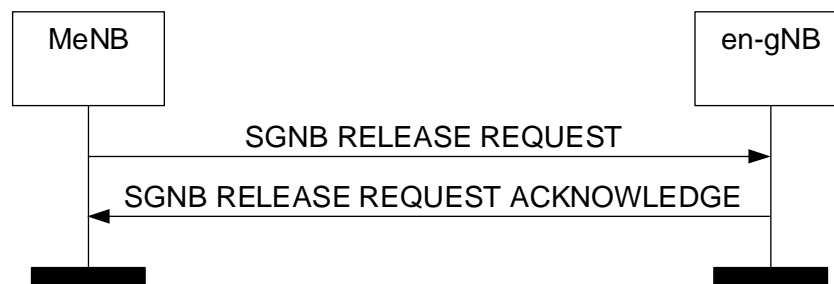 MeNB
en-gNB
SGNB RELEASE REQUEST
SGNB RELEASE REQUEST ACKNOWLEDGE